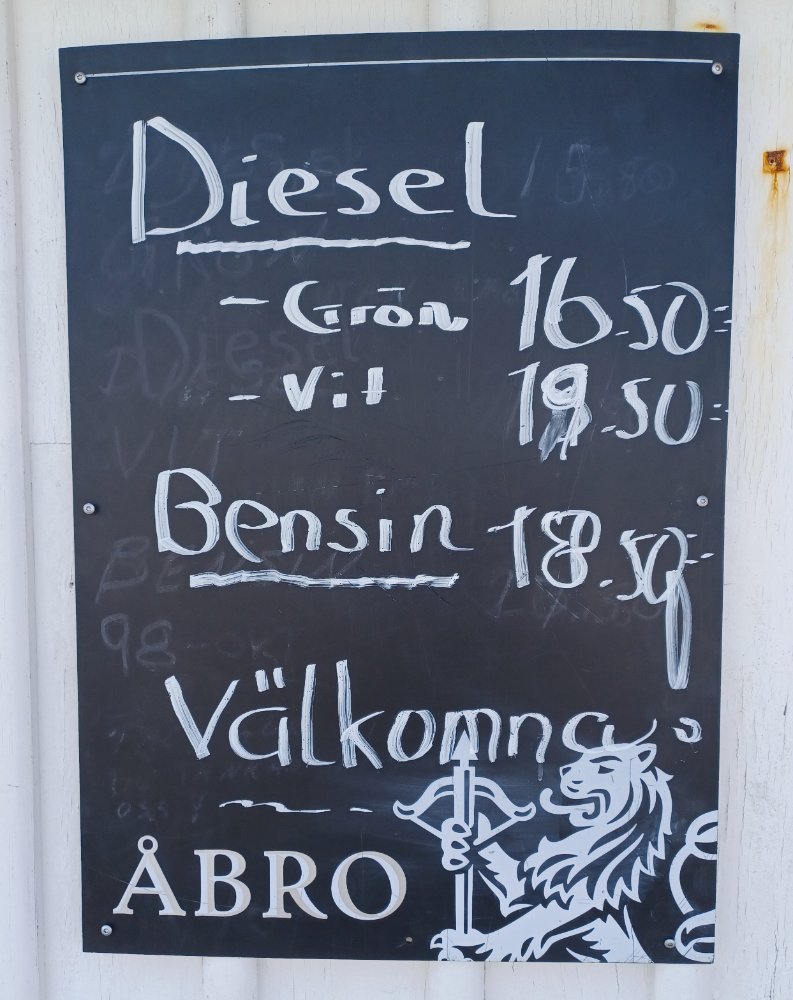 Diesel
- Grön 16.50:-
- Vit 19.50:-
Bensin 18.50:-
Välkomna
ÅBRO